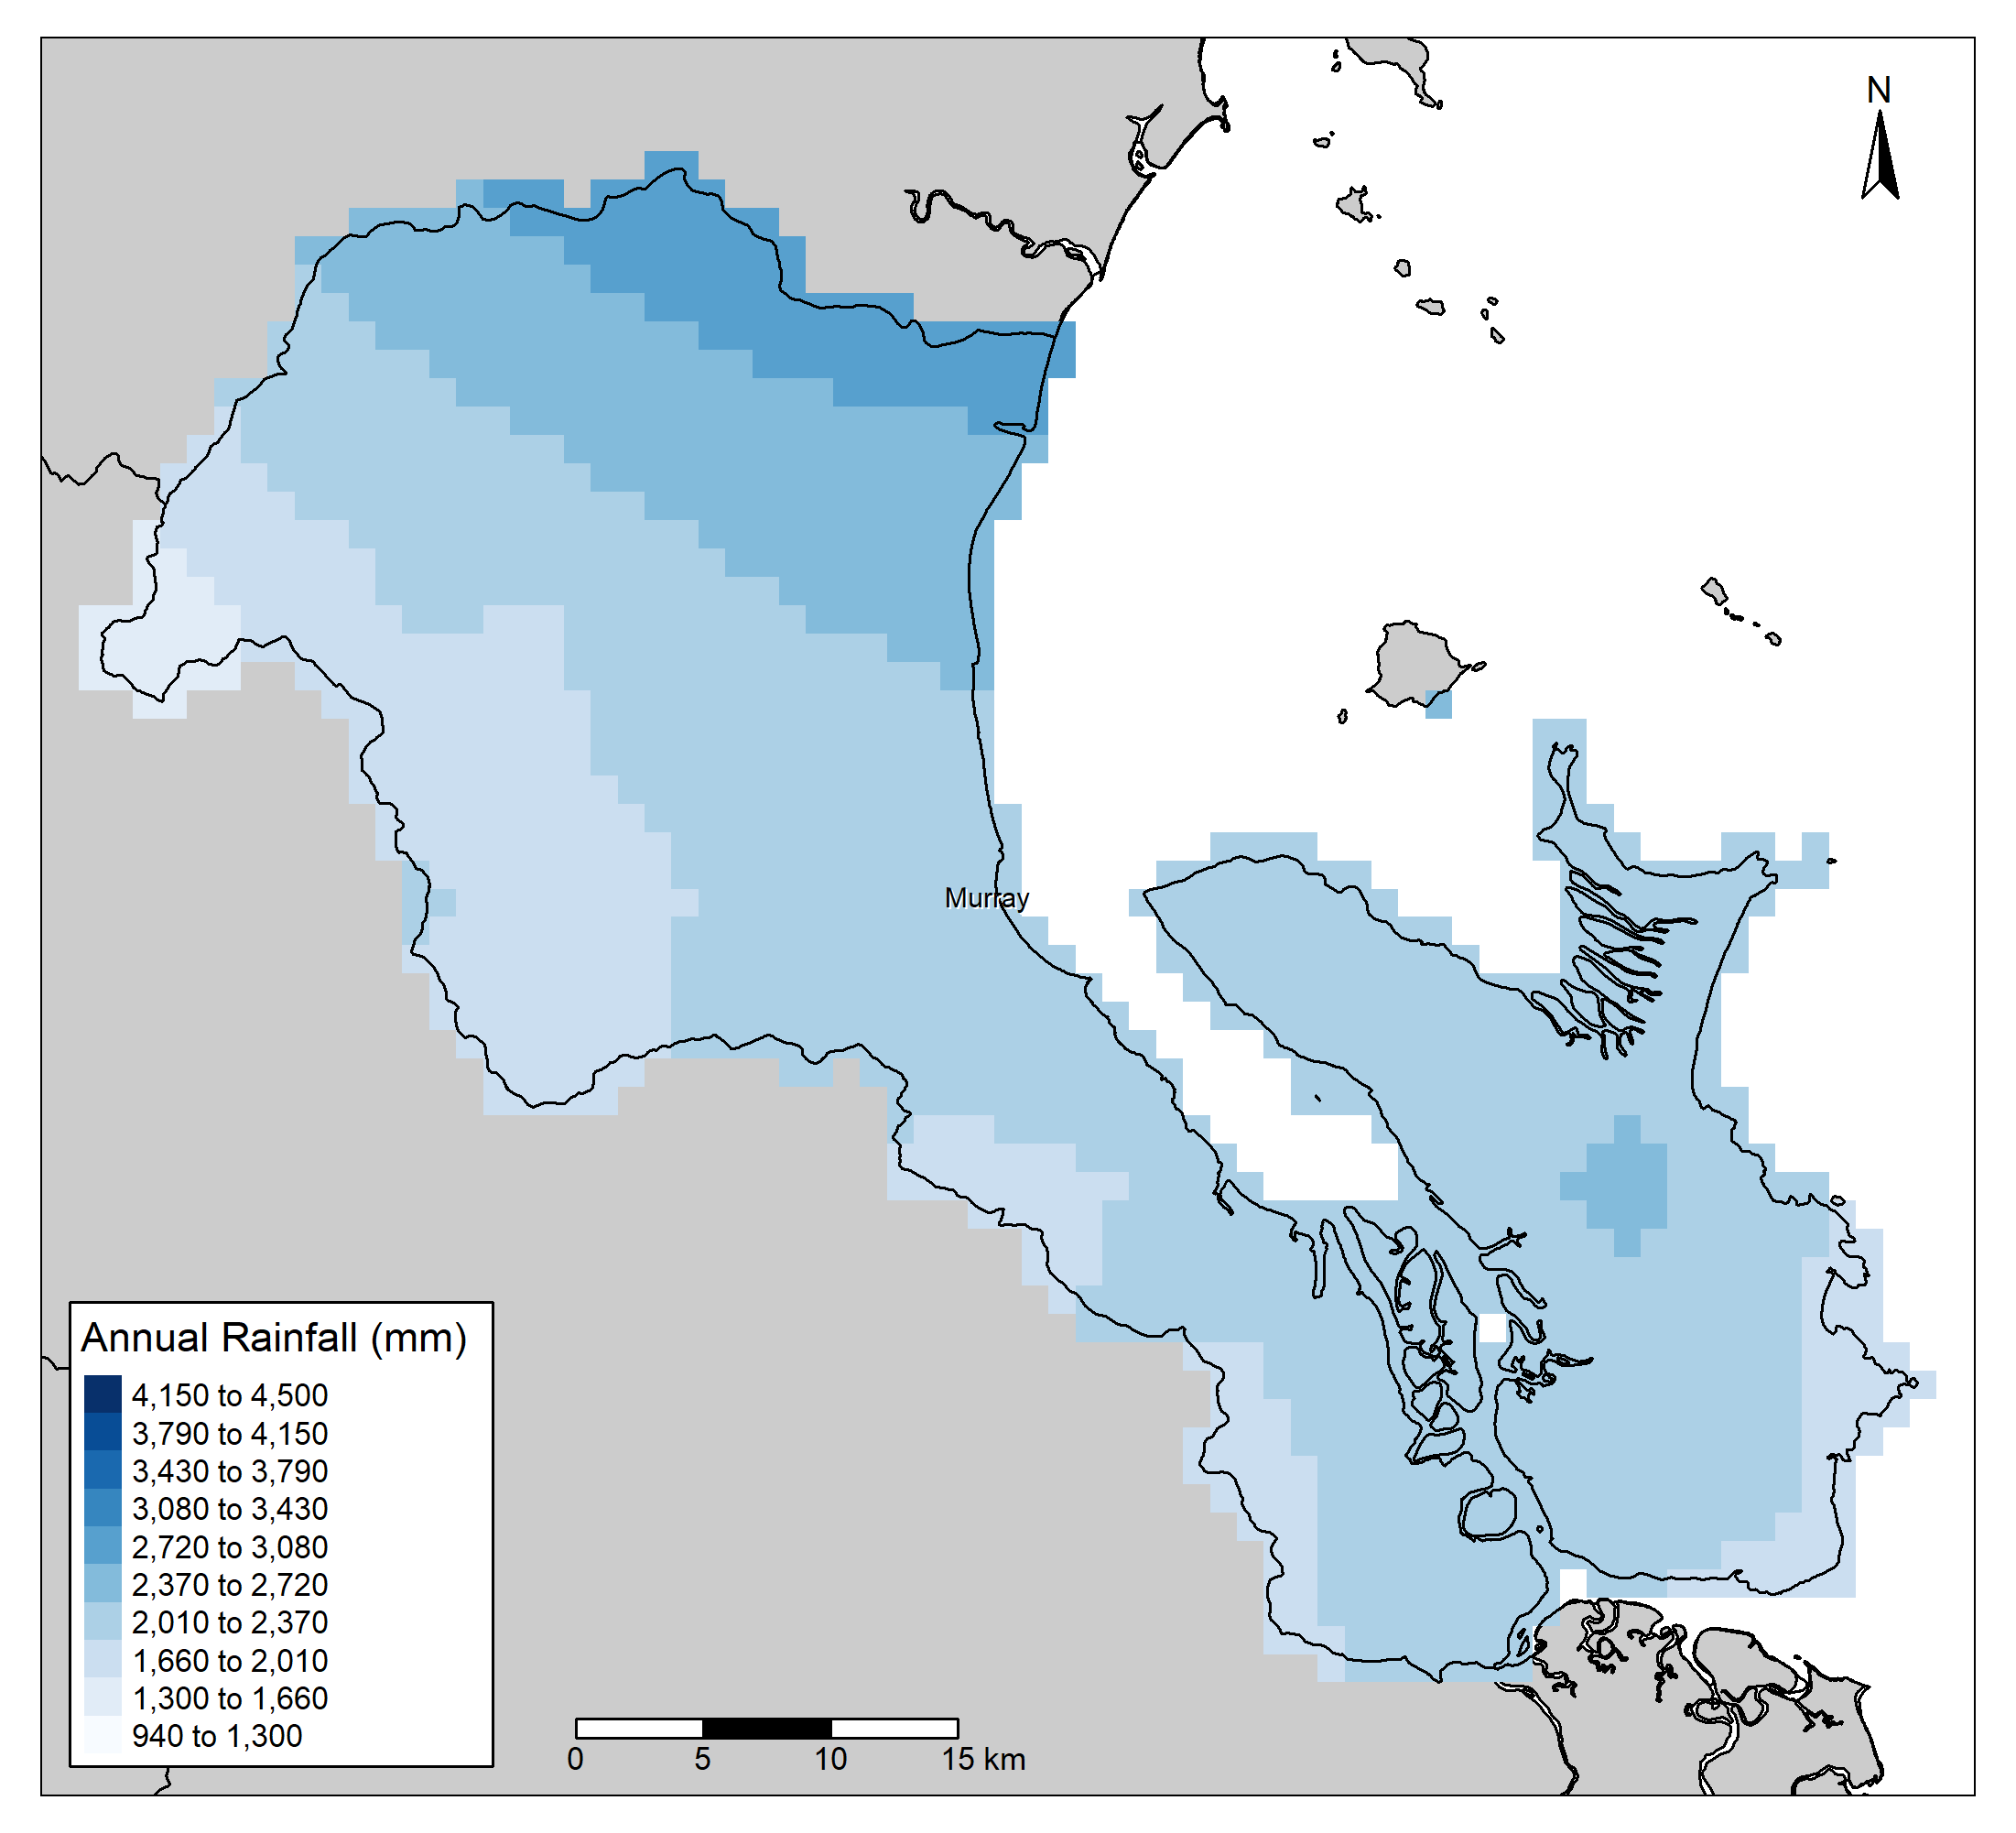 N
Murray
Annual Rainfall (mm)
4,150 to 4,500
3,790 to 4,150
3,430 to 3,790
3,080 to 3,430
2,720 to 3,080
2,370 to 2,720
2,010 to 2,370
1,660 to 2,010
1,300 to 1,660
940 to 1,300
0 5 10 15 km